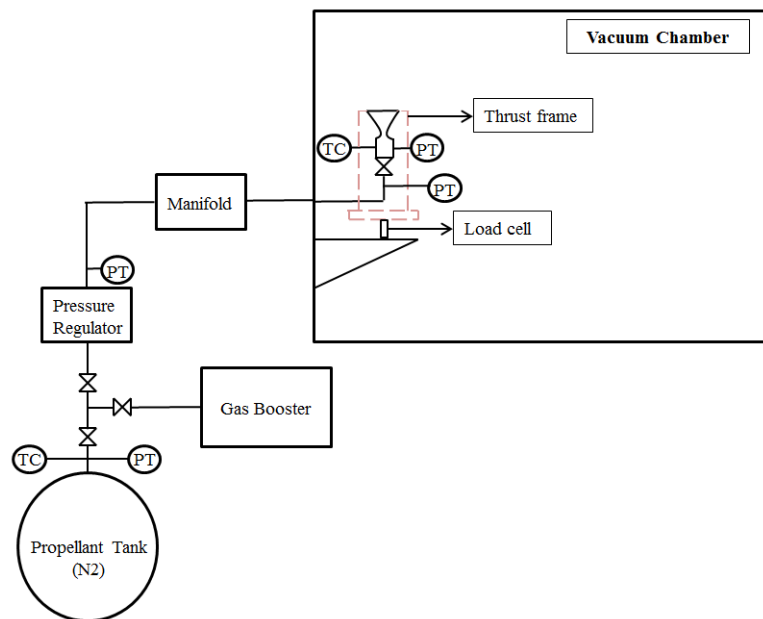 Vacuum Chamber
Thrust frame
TC
PT
PT
Manifold
Load cell
PT
Pressure
Regulator
Gas Booster
TC
PT
Propellant Tank
(N2)